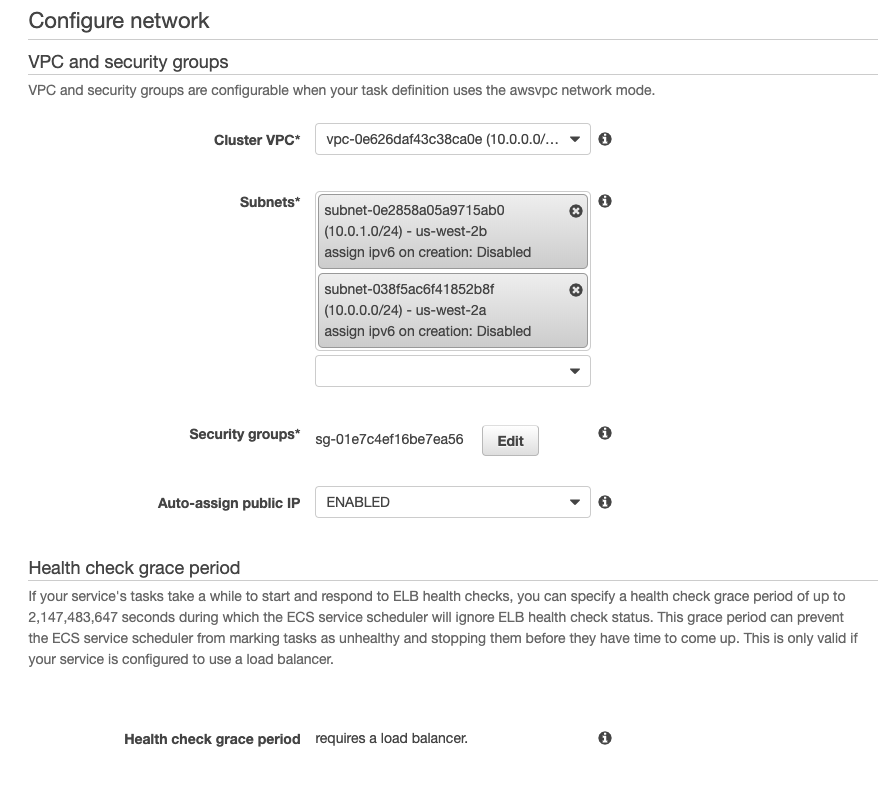 Configure network
VPC and security groups
VPC and security groups are configurable when your task definition uses the awsvpc network mode.
Cluster VPC* vpc-0e626daf43c38ca0e (10.0.0.0/...
Subnets* subnet-0e2858a05a9715ab0
(10.0.1.0/24) - us-west-2b
assign ipv6 on creation: Disabled
subnet-038f5ac6f41852b8f
(10.0.0.0/24) - us-west-2a
assign ipv6 on creation: Disabled
Security groups* sg-01e7c4ef16be7ea56 Edit
Auto-assign public IP ENABLED
Health check grace period
If your service's tasks take a while to start and respond to ELB health checks, you can specify a health check grace period of up to
2,147,483,647 seconds during which the ECS service scheduler will ignore ELB health check status. This grace period can prevent
the ECS service scheduler from marking tasks as unhealthy and stopping them before they have time to come up. This is only valid if
your service is configured to use a load balancer.
Health check grace period requires a load balancer.